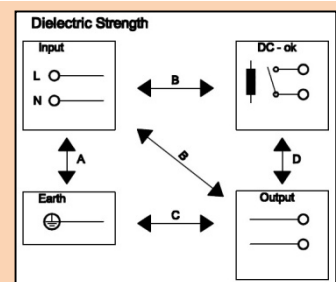 Dielectric Strength
Input
DC - ok
L
N
B
A
B
D
Earth
Output
C